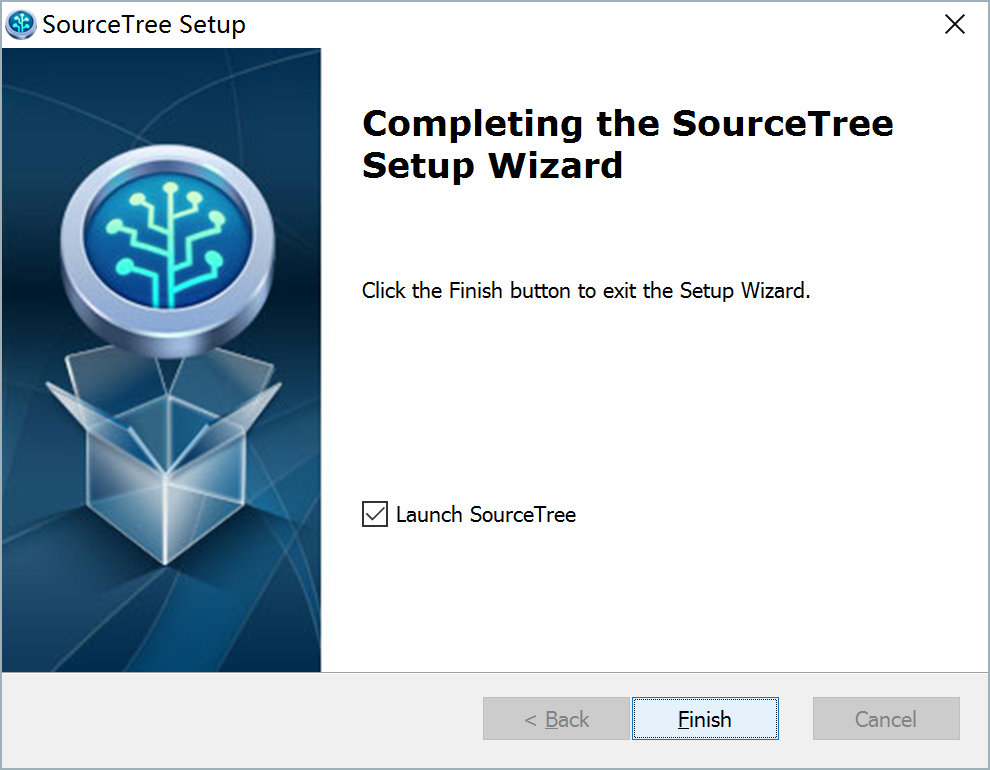 SourceTree Setup
Completing the SourceTree
Setup Wizard
Click the Finish button to exit the Setup Wizard.
Launch SourceTree
< Back
Finish
Cancel